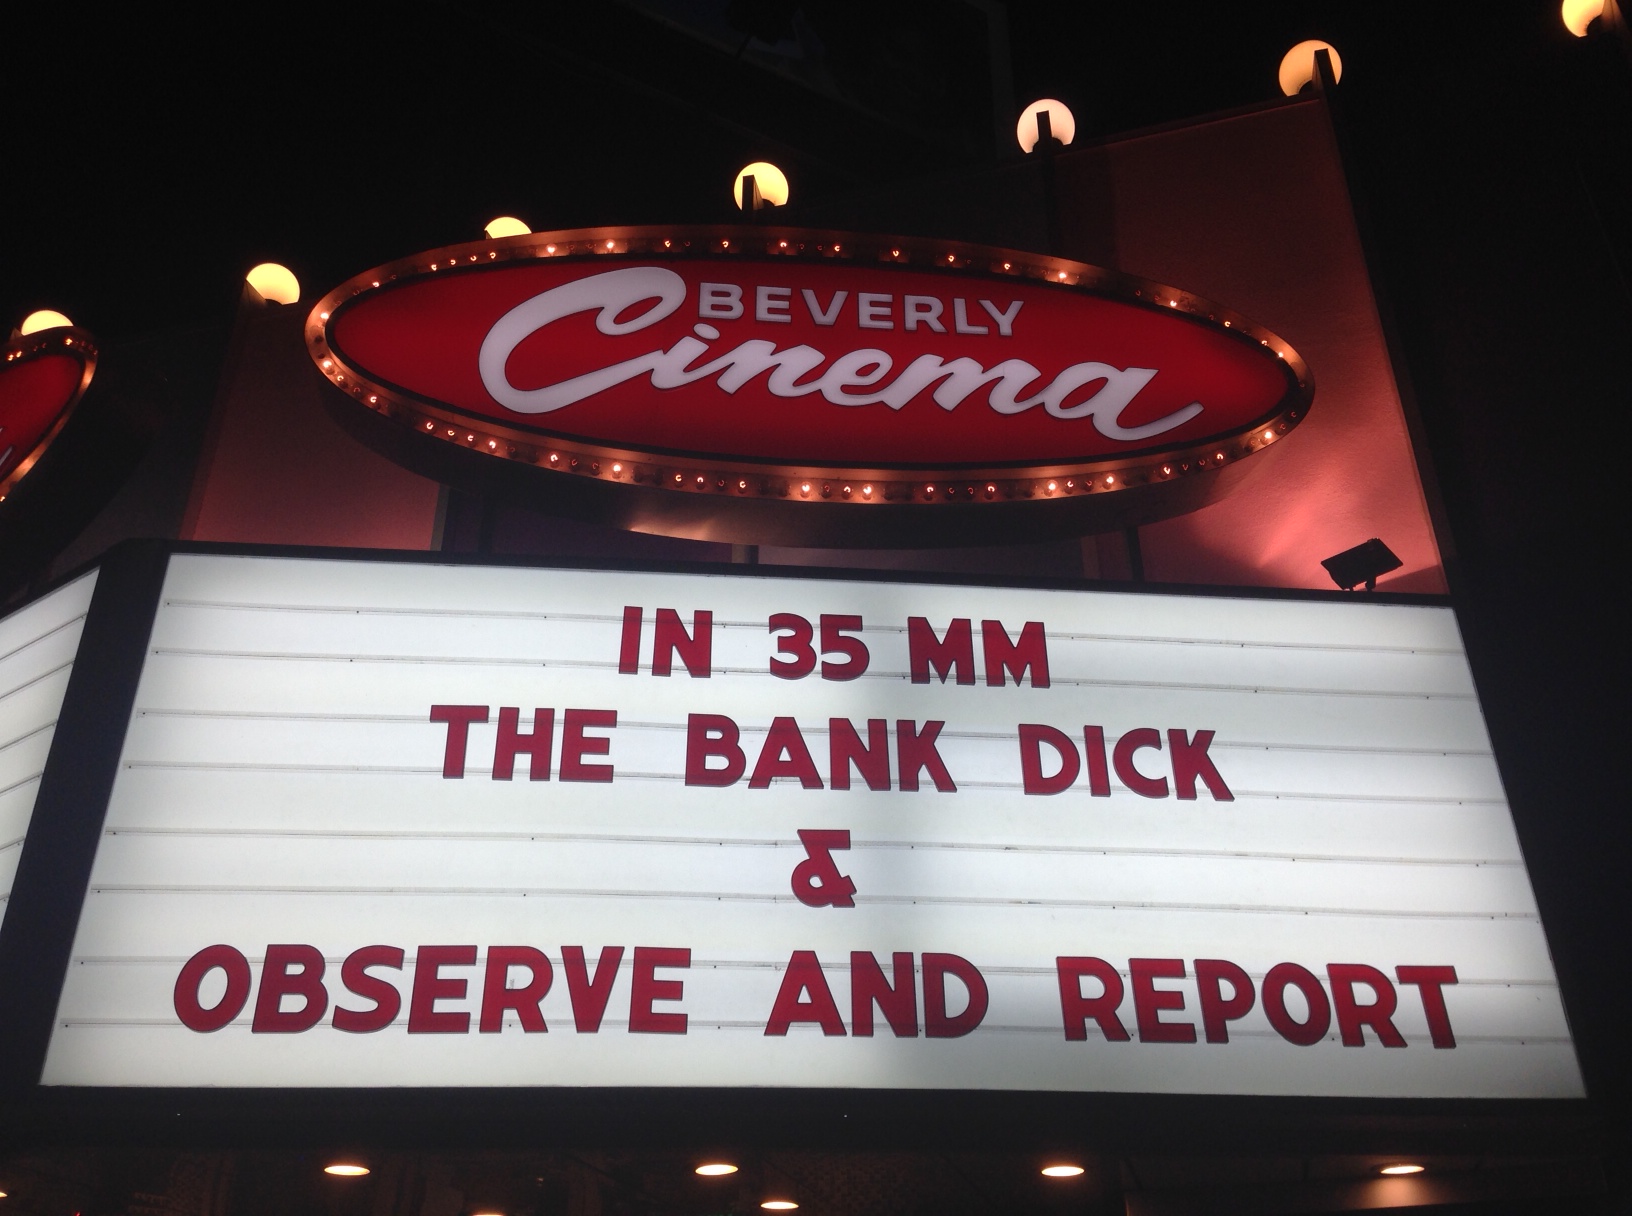 BEVERLY
Cinema
IN 35 MM
THE BANK DICK
&
OBSERVE AND REPORT